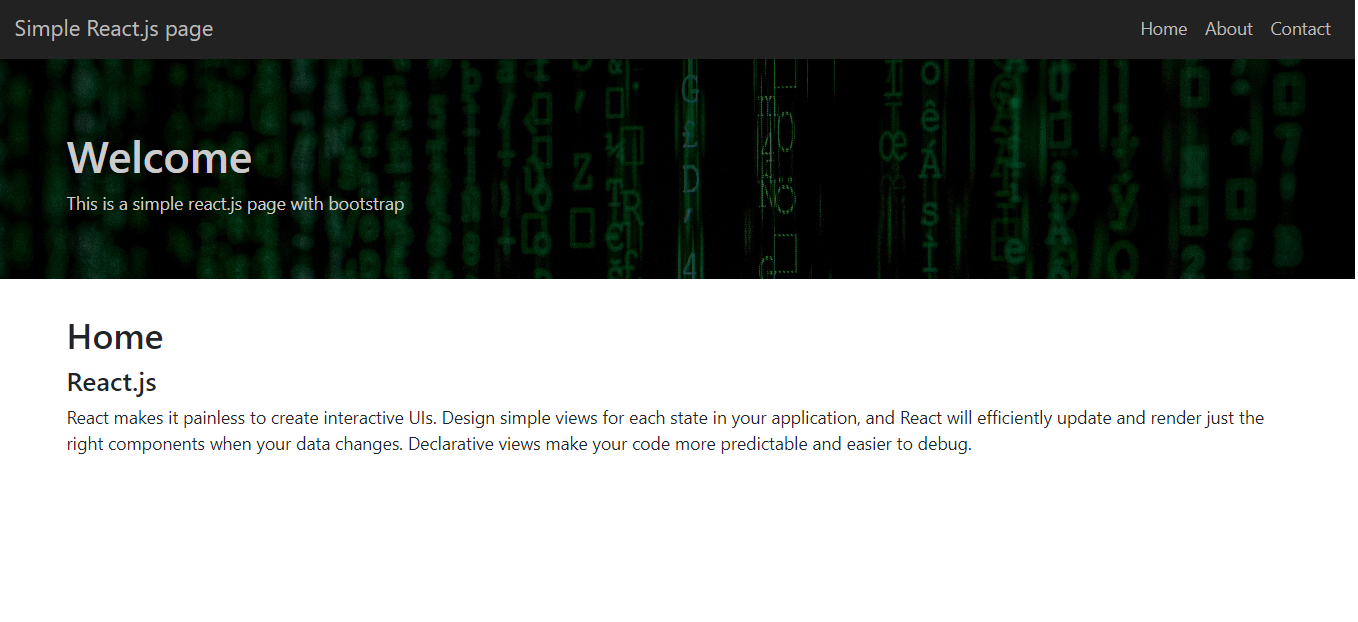 Simple React.js page
Home About Contact
Welcome
This is a simple react.js page with bootstrap
Home
React.js
React makes it painless to create interactive UIs. Design simple views for each state in your application, and React will efficiently update and render just the
right components when your data changes. Declarative views make your code more predictable and easier to debug.